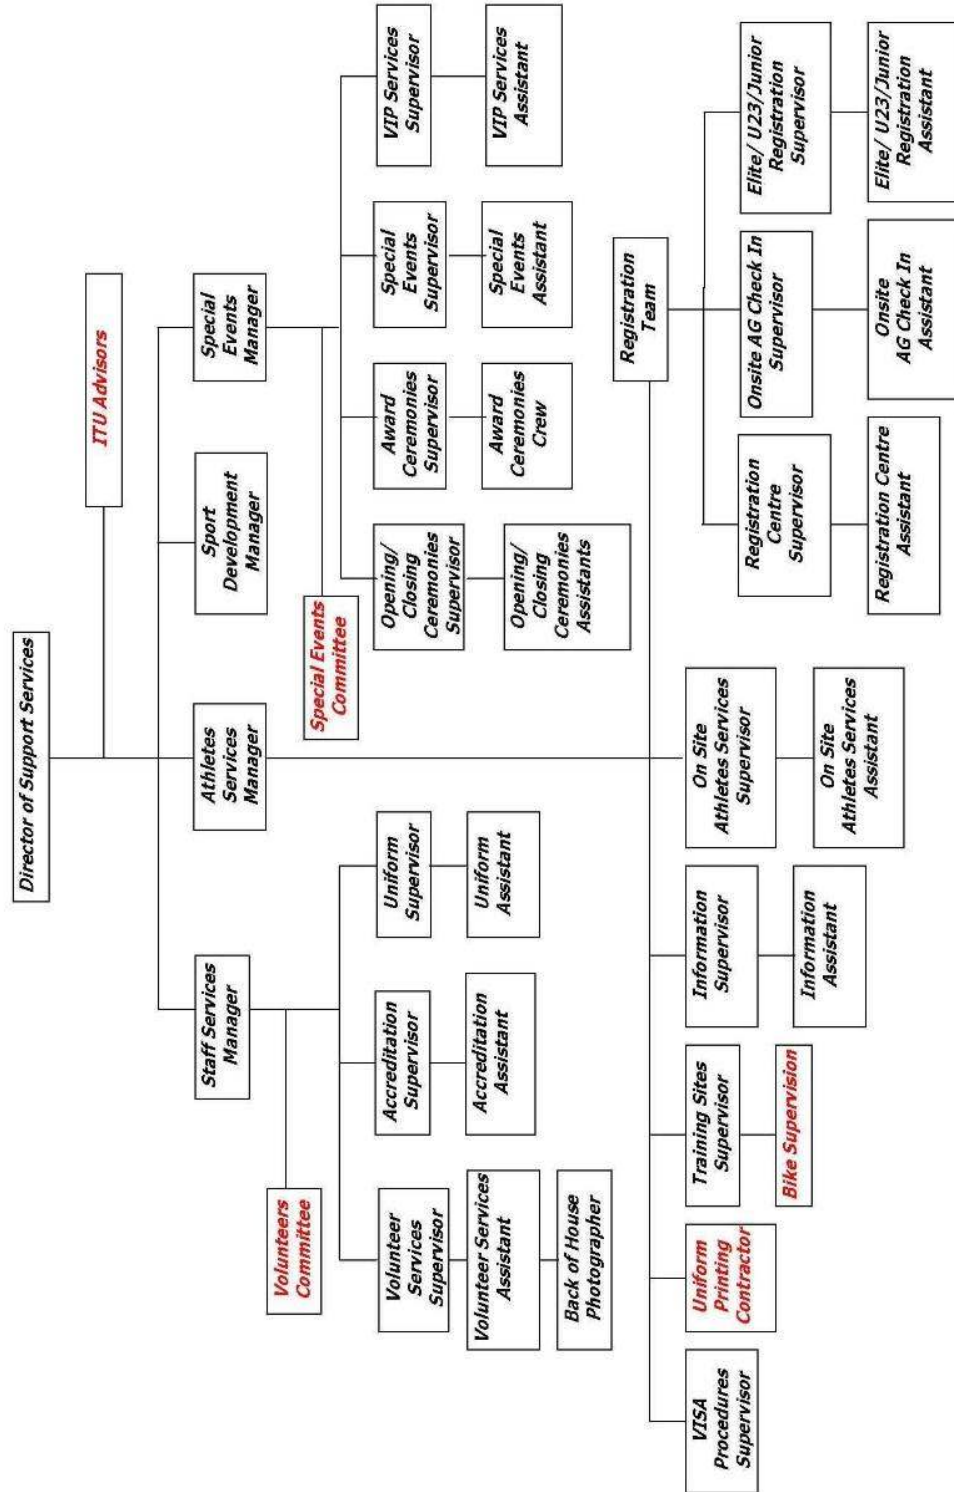 Director of Support Services
ITU Advisors
Staff Services
Manager
Athletes
Services
Manager
Sport
Development
Manager
Special
Events
Manager
Volunteers
Committee
Special Events
Committee
Volunteer
Services
Supervisor
Accreditation
Supervisor
Uniform
Supervisor
Opening/
Closing
Ceremonies
Supervisor
Award
Ceremonies
Supervisor
Special
Events
Supervisor
VIP Services
Supervisor
Volunteer Services
Assistant
Accreditation
Assistant
Uniform
Assistant
Opening/
Closing
Ceremonies
Assistants
Award
Ceremonies
Crew
Special
Events
Assistant
VIP Services
Assistant
Back of House
Photographer
Registration
Team
VISA
Procedures
Supervisor
Uniform
Printing
Contractor
Training Sites
Supervisor
Information
Supervisor
On Site
Athletes Services
Supervisor
Registration
Centre
Supervisor
Onsite AG Check In
Supervisor
Elite/ U23/Junior
Registration
Supervisor
Bike Supervision
Information
Assistant
On Site
Athletes Services
Assistant
Registration Centre
Assistant
Onsite
AG Check In
Assistant
Elite/ U23/Junior
Registration
Assistant